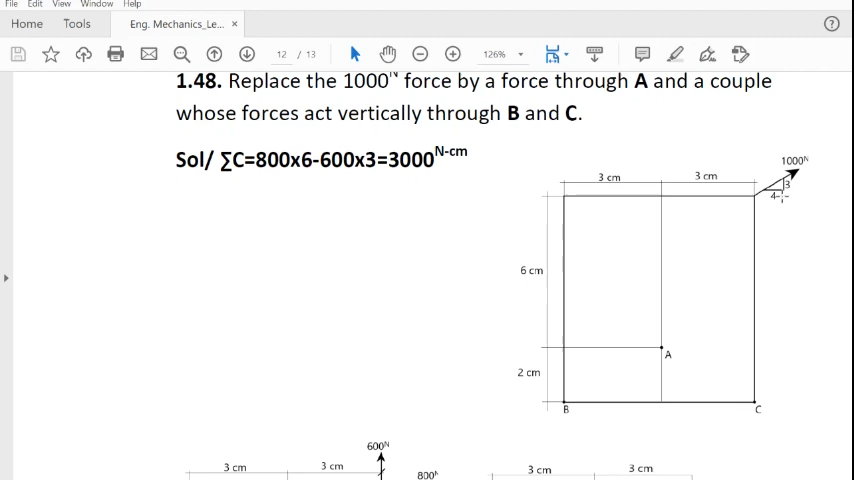 File Edit View Window Help
Home Tools Eng. Mechanics_Le... ×
12 / 13 126%
1.48. Replace the 1000ᴺ force by a force through A and a couple
whose forces act vertically through B and C.
Sol/ ∑C=800x6-600x3=3000ᴺ⁻ᶜᵐ
1000ᴺ
3 cm 3 cm
3
4
6 cm
A
2 cm
B C
600ᴺ
3 cm 3 cm 800ᴺ 3 cm 3 cm